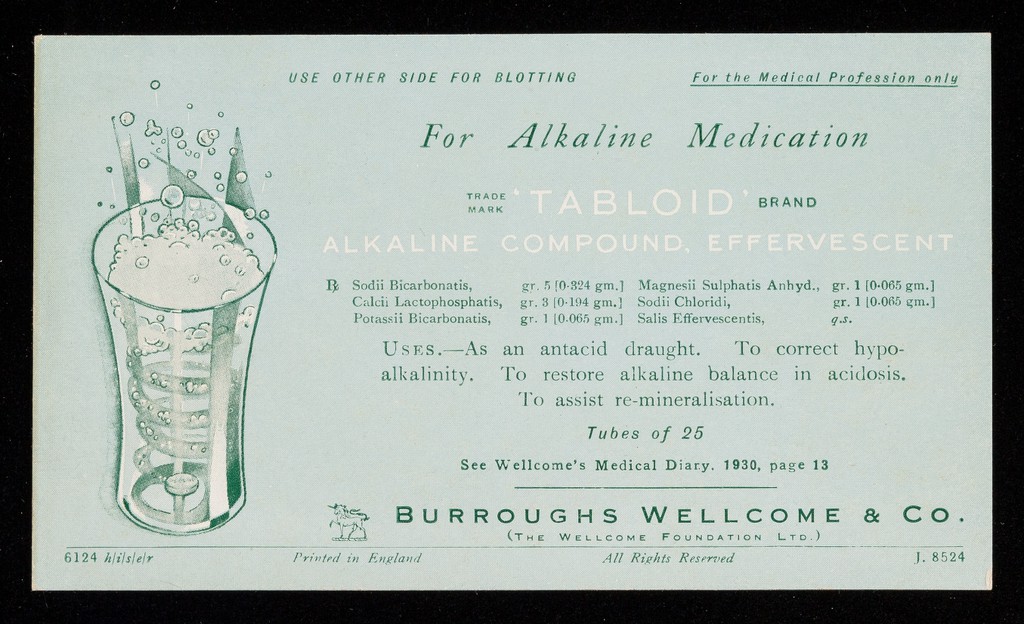 USE OTHER SIDE FOR BLOTTING
For the Medical Profession only
For Alkaline Medication
TRADE MARK 'TABLOID' BRAND
ALKALINE COMPOUND, EFFERVESCENT
℞ Sodii Bicarbonatis, gr. 5 [0·324 gm.] Magnesii Sulphatis Anhyd., gr. 1 [0·065 gm.]
Calcii Lactophosphatis, gr. 3 [0·194 gm.] Sodii Chloridi, gr. 1 [0·065 gm.]
Potassii Bicarbonatis, gr. 1 [0·065 gm.] Salis Effervescentis, q.s.
USES.—As an antacid draught. To correct hypo-
alkalinity. To restore alkaline balance in acidosis.
To assist re-mineralisation.
Tubes of 25
See Wellcome's Medical Diary, 1930, page 13
BURROUGHS WELLCOME & CO.
(THE WELLCOME FOUNDATION LTD.)
6124 h/i/s/e/r Printed in England All Rights Reserved J. 8524